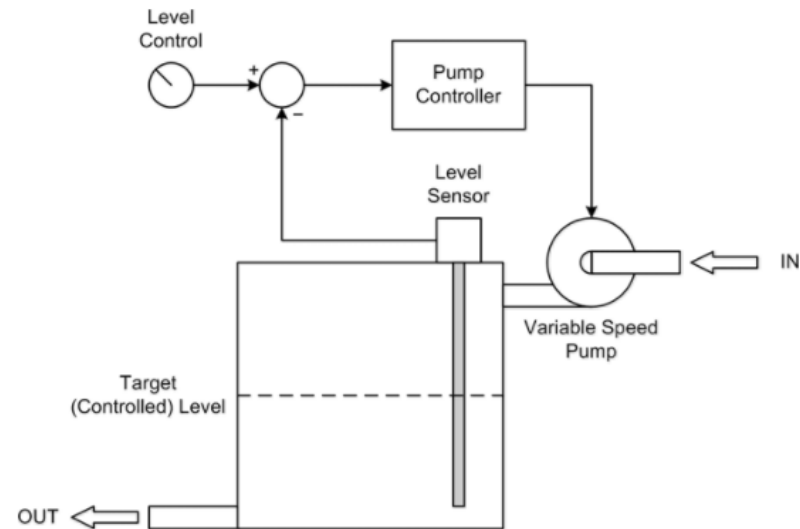 Level
Control
+
−
Pump
Controller
Level
Sensor
IN
Variable Speed
Pump
Target
(Controlled) Level
OUT